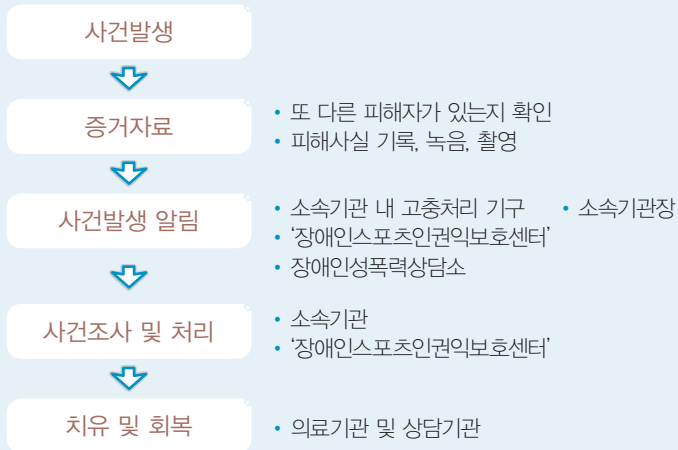 사건발생
증거자료
• 또 다른 피해자가 있는지 확인
• 피해사실 기록, 녹음, 촬영
사건발생 알림
• 소속기관 내 고충처리 기구 • 소속기관장
• ‘장애인스포츠인권익보호센터’
• 장애인성폭력상담소
사건조사 및 처리
• 소속기관
• ‘장애인스포츠인권익보호센터’
치유 및 회복
• 의료기관 및 상담기관